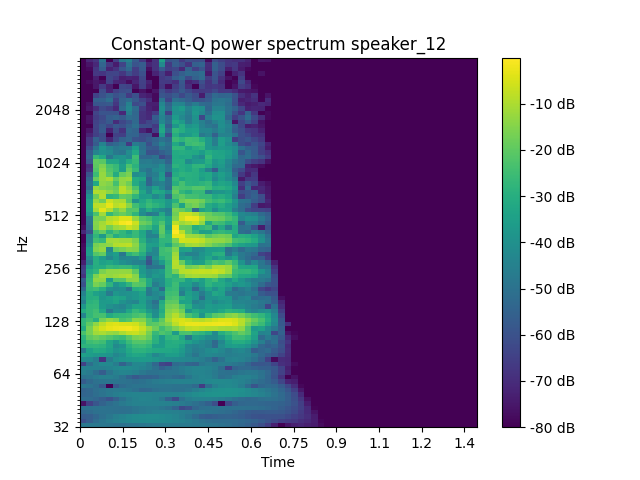 Constant-Q power spectrum speaker_12
Hz
2048
1024
512
256
128
64
32
0 0.15 0.3 0.45 0.6 0.75 0.9 1.1 1.2 1.4
Time
-10 dB
-20 dB
-30 dB
-40 dB
-50 dB
-60 dB
-70 dB
-80 dB